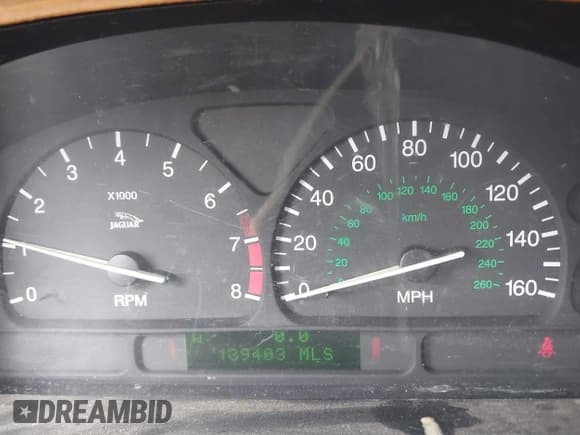 0 1 2 3 4 5 6 7 8
X1000
JAGUAR
RPM
0 20 40 60 80 100 120 140 160
0 20 40 60 80 100 120 140 160 180 200 220 240 260
km/h
MPH
A 0.0
139403 MLS
DREAMBID